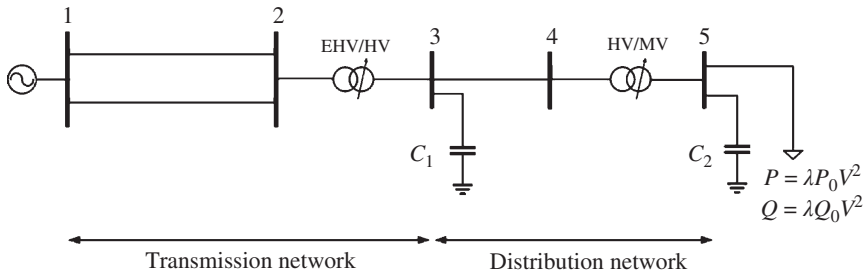 1
2
EHV/HV
3
4
HV/MV
5
C₁
C₂
P = λP₀V²
Q = λQ₀V²
Transmission network
Distribution network